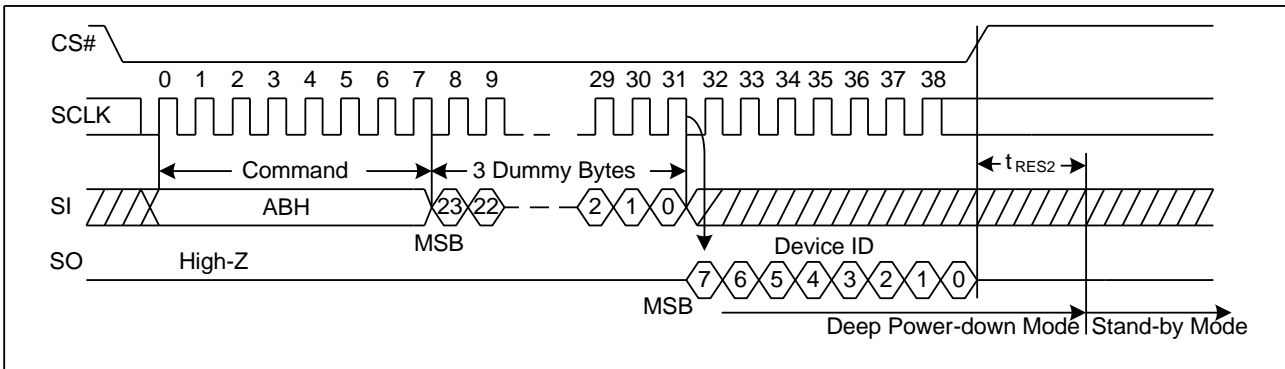 CS#
0 1 2 3 4 5 6 7 8 9 29 30 31 32 33 34 35 36 37 38
SCLK
Command 3 Dummy Bytes tRES2
SI ABH 23 22 2 1 0
MSB
SO High-Z Device ID
7 6 5 4 3 2 1 0
MSB
Deep Power-down Mode Stand-by Mode